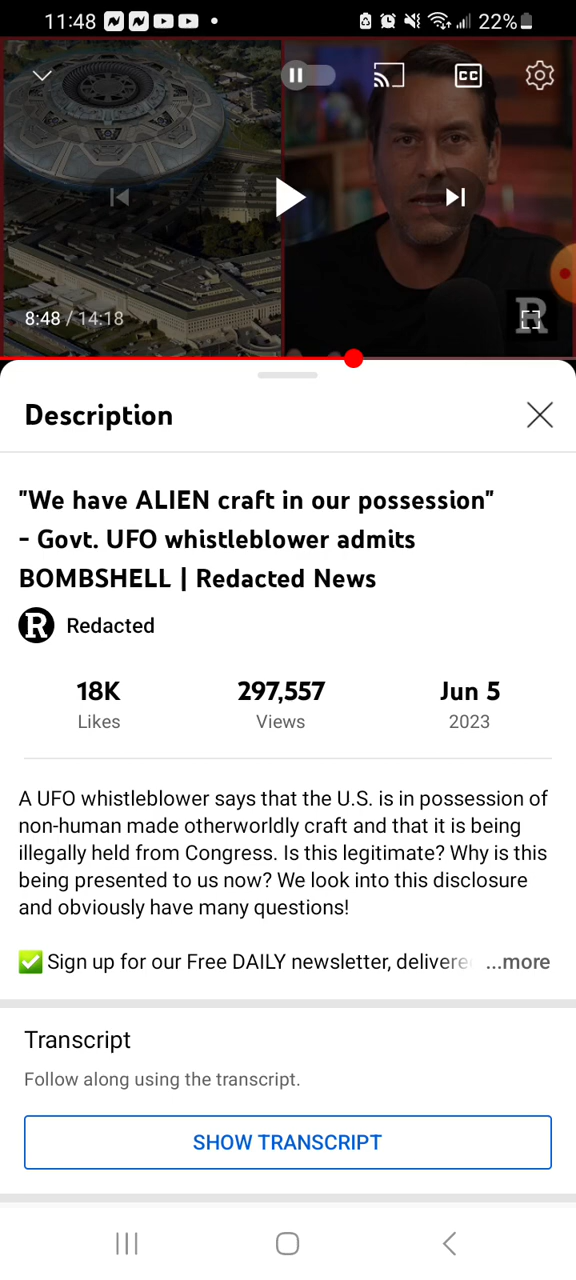 11:48
22%
CC
8:48 / 14:18
R
Description
"We have ALIEN craft in our possession"
- Govt. UFO whistleblower admits
BOMBSHELL | Redacted News
R Redacted
18K 297,557 Jun 5
Likes Views 2023
A UFO whistleblower says that the U.S. is in possession of
non-human made otherworldly craft and that it is being
illegally held from Congress. Is this legitimate? Why is this
being presented to us now? We look into this disclosure
and obviously have many questions!
✅ Sign up for our Free DAILY newsletter, delivere ...more
Transcript
Follow along using the transcript.
SHOW TRANSCRIPT